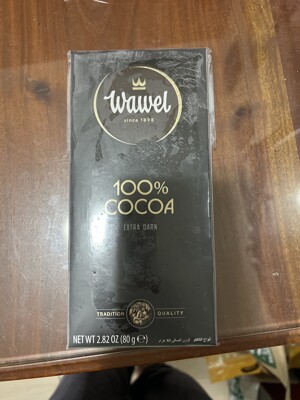 Wawel
since 1898
100%
COCOA
EXTRA DARK
TRADITION QUALITY
NET WT 2.82 OZ (80 g) ℮